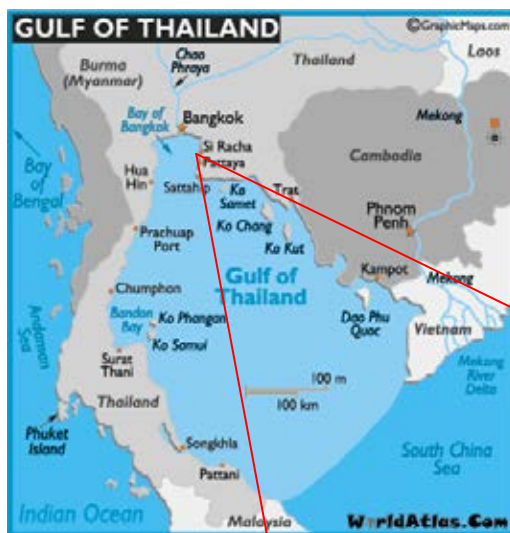 GULF OF THAILAND
©GraphicMaps.com
Burma
(Myanmar)
Chao
Phraya
Thailand
Laos
Bay of
Bangkok
Bangkok
Mekong
Si Racha
Pattaya
Cambodia
Bay
of
Bengal
Hua
Hin
Sattahip
Ko
Samet
Trat
Phnom
Penh
Ko Chang
Prachuap
Port
Ko Kut
Gulf of
Thailand
Kampot
Mekong
Chumphon
Andaman
Sea
Bandon
Bay
Ko Phangan
Dao Phu
Quoc
Vietnam
Ko Samui
Surat
Thani
Mekong
River
Delta
100 m
100 km
Thailand
Phuket
Island
Songkhla
South China
Sea
Pattani
Indian Ocean
Malaysia
WorldAtlas.Com